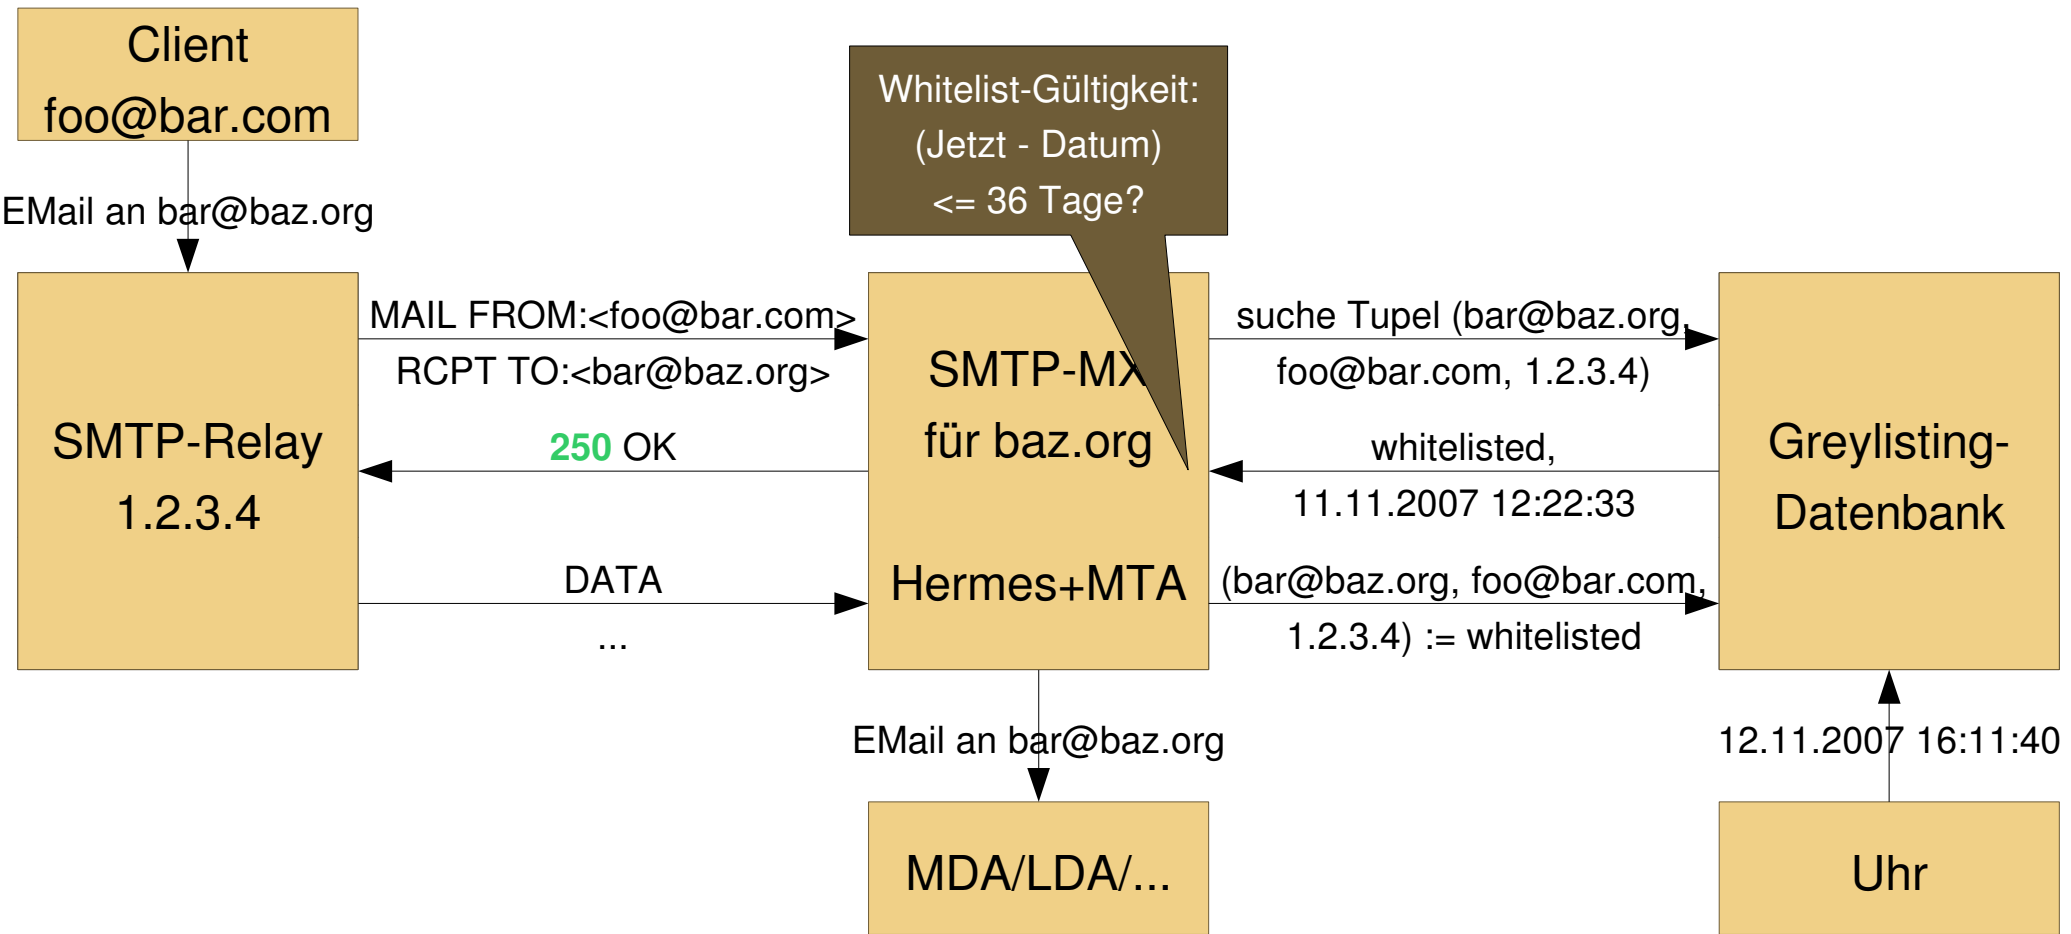 Client
foo@bar.com
EMail an bar@baz.org
Whitelist-Gültigkeit:
(Jetzt - Datum)
<= 36 Tage?
SMTP-Relay
1.2.3.4
MAIL FROM:<foo@bar.com>
RCPT TO:<bar@baz.org>
250 OK
DATA
...
SMTP-MX
für baz.org
Hermes+MTA
suche Tupel (bar@baz.org,
foo@bar.com, 1.2.3.4)
whitelisted,
11.11.2007 12:22:33
(bar@baz.org, foo@bar.com,
1.2.3.4) := whitelisted
Greylisting-
Datenbank
EMail an bar@baz.org
12.11.2007 16:11:40
MDA/LDA/...
Uhr